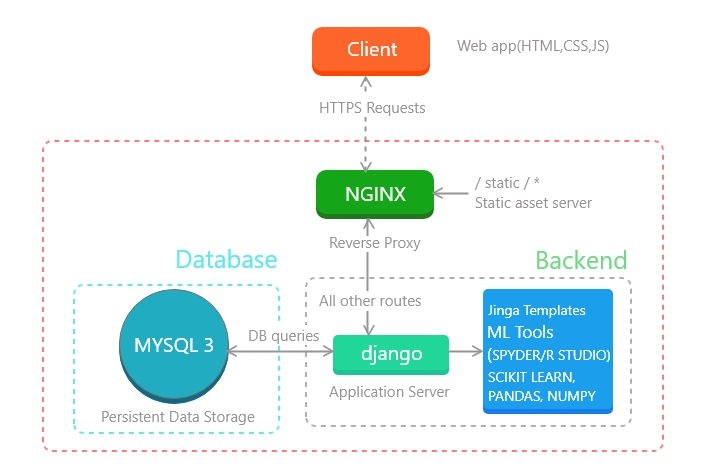 Client
Web app(HTML,CSS,JS)
HTTPS Requests
NGINX
/ static / *
Static asset server
Reverse Proxy
Database
Backend
All other routes
Jinga Templates
ML Tools
(SPYDER/R STUDIO)
SCIKIT LEARN,
PANDAS, NUMPY
MYSQL 3
DB queries
django
Application Server
Persistent Data Storage